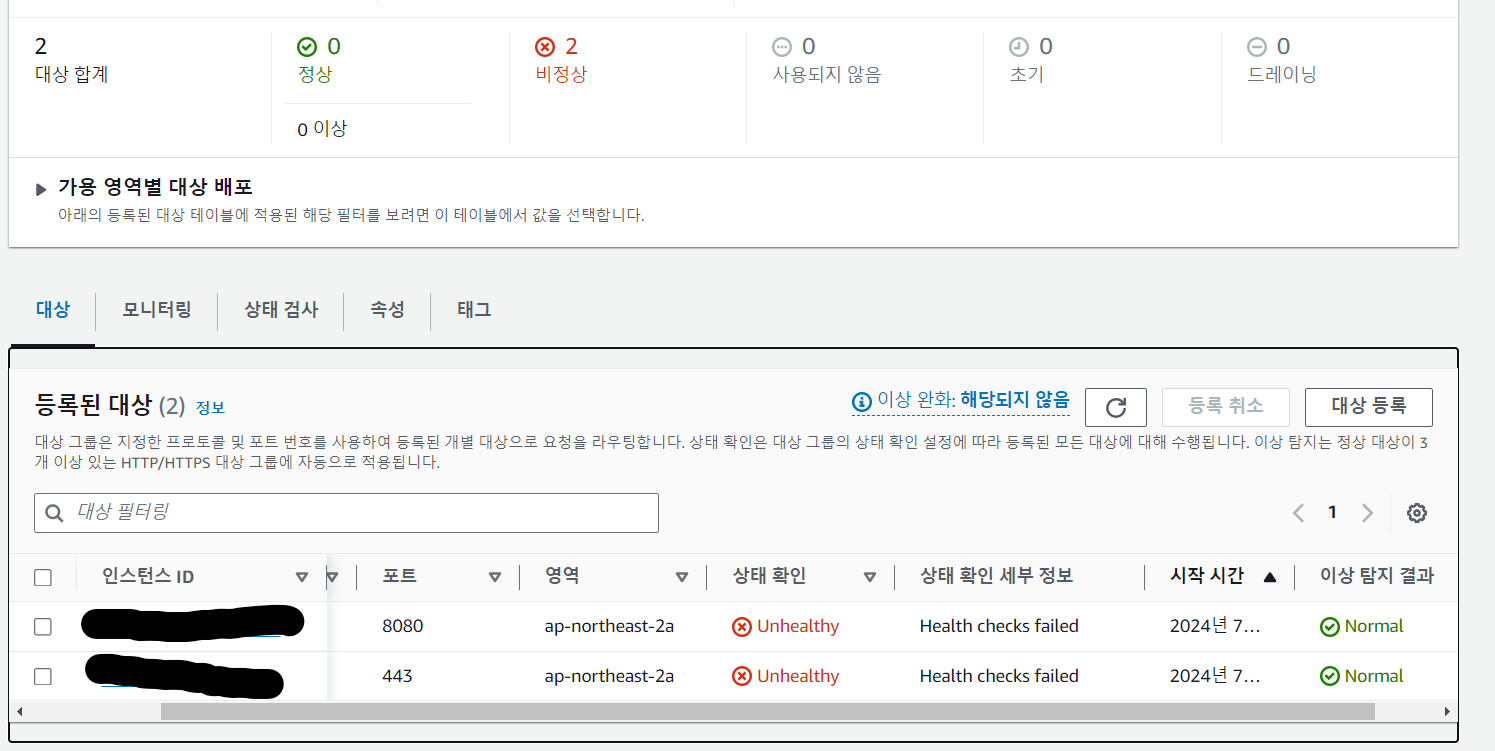 2
대상 합계
0
정상
0 이상
2
비정상
0
사용되지 않음
0
초기
0
드레이닝
가용 영역별 대상 배포
아래의 등록된 대상 테이블에 적용된 해당 필터를 보려면 이 테이블에서 값을 선택합니다.
대상 모니터링 상태 검사 속성 태그
등록된 대상 (2) 정보
이상 완화: 해당되지 않음
등록 취소
대상 등록
대상 그룹은 지정한 프로토콜 및 포트 번호를 사용하여 등록된 개별 대상으로 요청을 라우팅합니다. 상태 확인은 대상 그룹의 상태 확인 설정에 따라 등록된 모든 대상에 대해 수행됩니다. 이상 탐지는 정상 대상이 3
개 이상 있는 HTTP/HTTPS 대상 그룹에 자동으로 적용됩니다.
대상 필터링
1
인스턴스 ID 포트 영역 상태 확인 상태 확인 세부 정보 시작 시간 이상 탐지 결과
8080 ap-northeast-2a Unhealthy Health checks failed 2024년 7... Normal
443 ap-northeast-2a Unhealthy Health checks failed 2024년 7... Normal